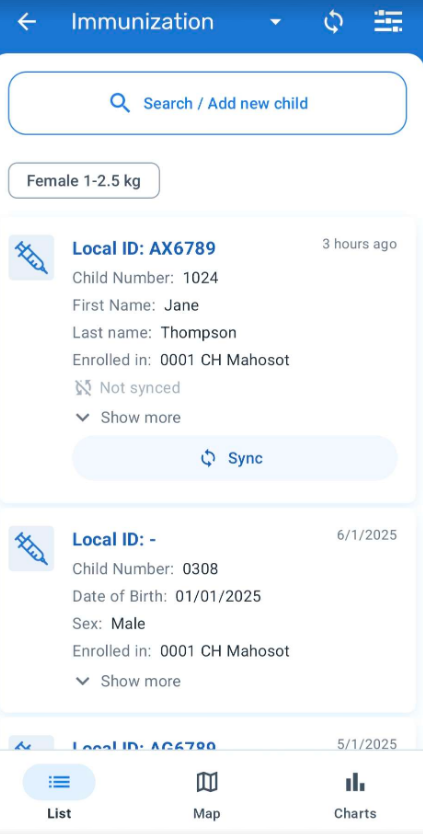 Immunization
Search / Add new child
Female 1-2.5 kg
Local ID: AX6789
3 hours ago
Child Number: 1024
First Name: Jane
Last name: Thompson
Enrolled in: 0001 CH Mahosot
Not synced
Show more
Sync
Local ID: -
6/1/2025
Child Number: 0308
Date of Birth: 01/01/2025
Sex: Male
Enrolled in: 0001 CH Mahosot
Show more
Local ID: AG6789
5/1/2025
List
Map
Charts